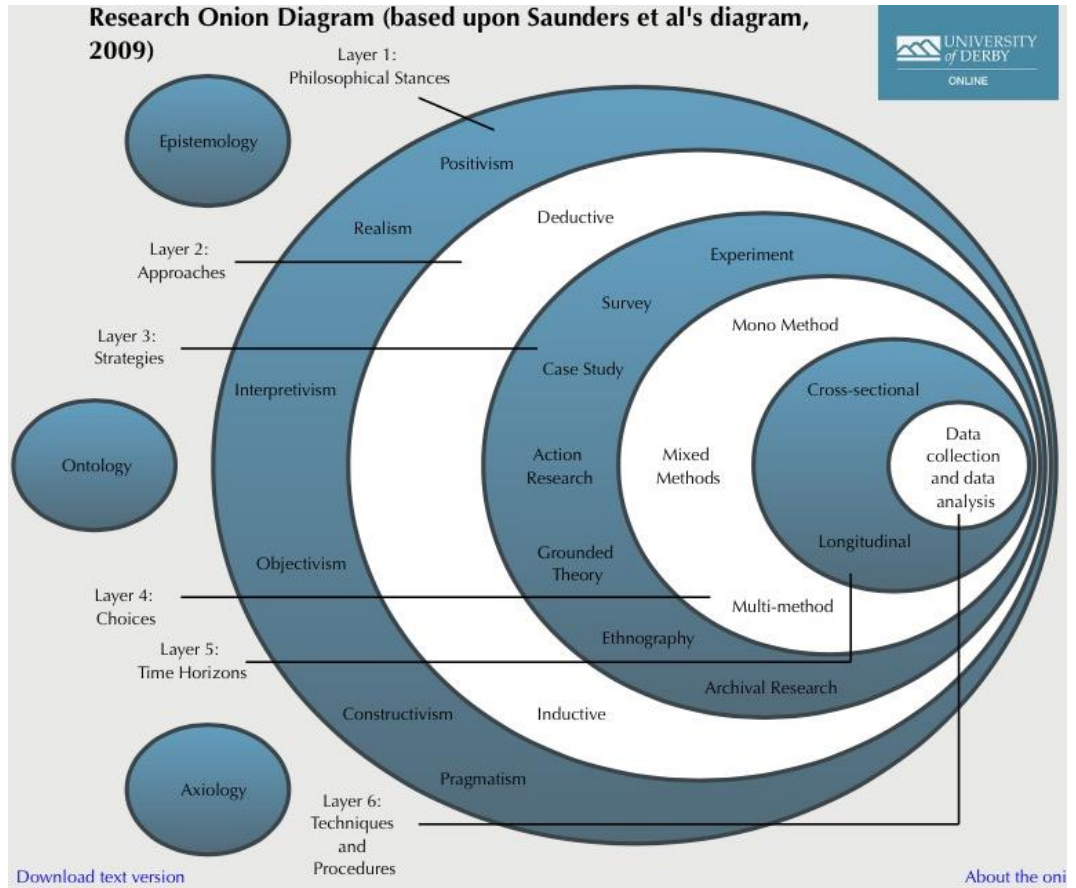 Research Onion Diagram (based upon Saunders et al's diagram,
2009)
UNIVERSITY
of DERBY
ONLINE
Layer 1:
Philosophical Stances
Epistemology
Positivism
Realism
Deductive
Layer 2:
Approaches
Experiment
Survey
Mono Method
Layer 3:
Strategies
Case Study
Interpretivism
Cross-sectional
Ontology
Action
Research
Mixed
Methods
Data
collection
and data
analysis
Longitudinal
Grounded
Theory
Objectivism
Layer 4:
Choices
Multi-method
Ethnography
Layer 5:
Time Horizons
Archival Research
Constructivism
Inductive
Pragmatism
Axiology
Layer 6:
Techniques
and
Procedures
Download text version
About the oni